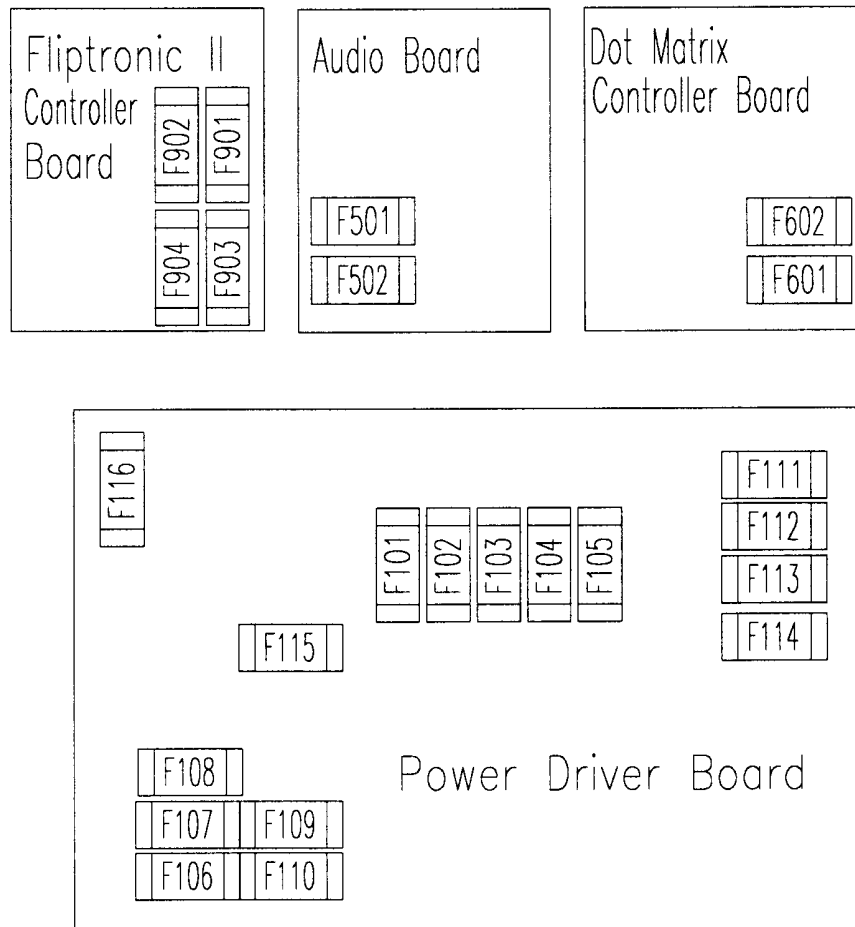 Fliptronic II
Controller
Board
F902
F901
F904
F903
Audio Board
F501
F502
Dot Matrix
Controller Board
F602
F601
F116
F101
F102
F103
F104
F105
F111
F112
F113
F114
F115
F108
F107
F109
F106
F110
Power Driver Board